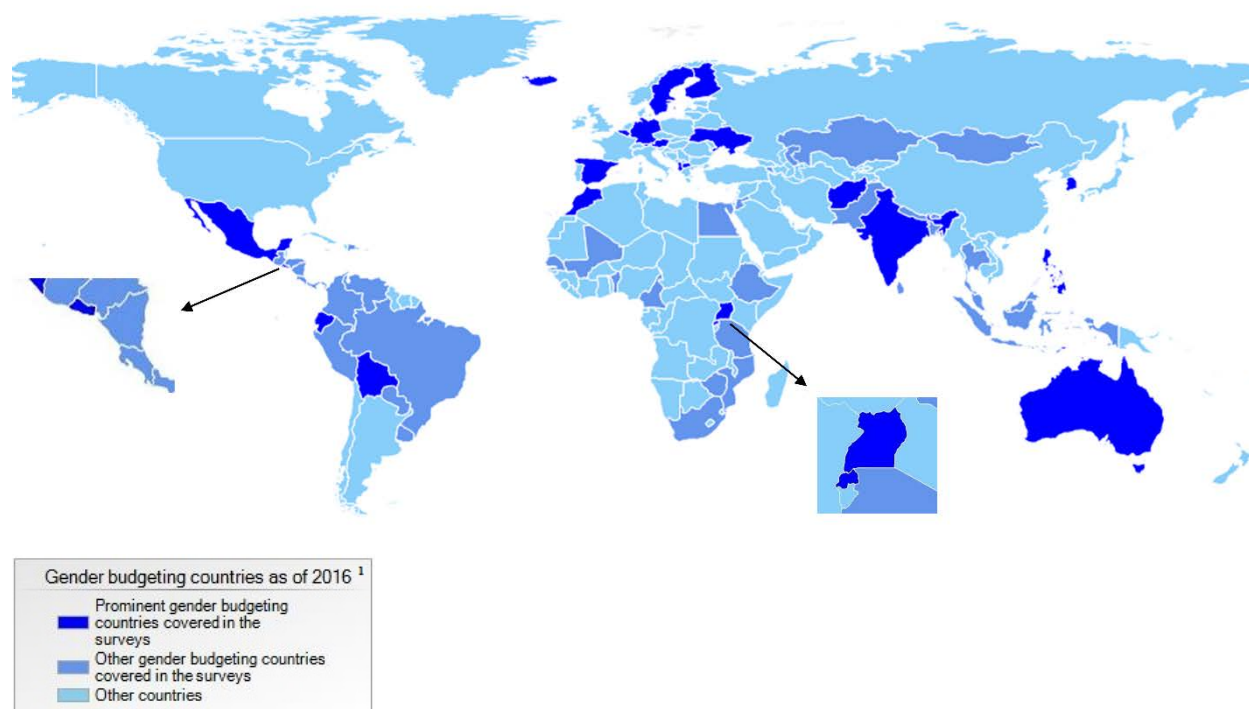 Gender budgeting countries as of 2016 1
Prominent gender budgeting
countries covered in the
surveys
Other gender budgeting countries
covered in the surveys
Other countries